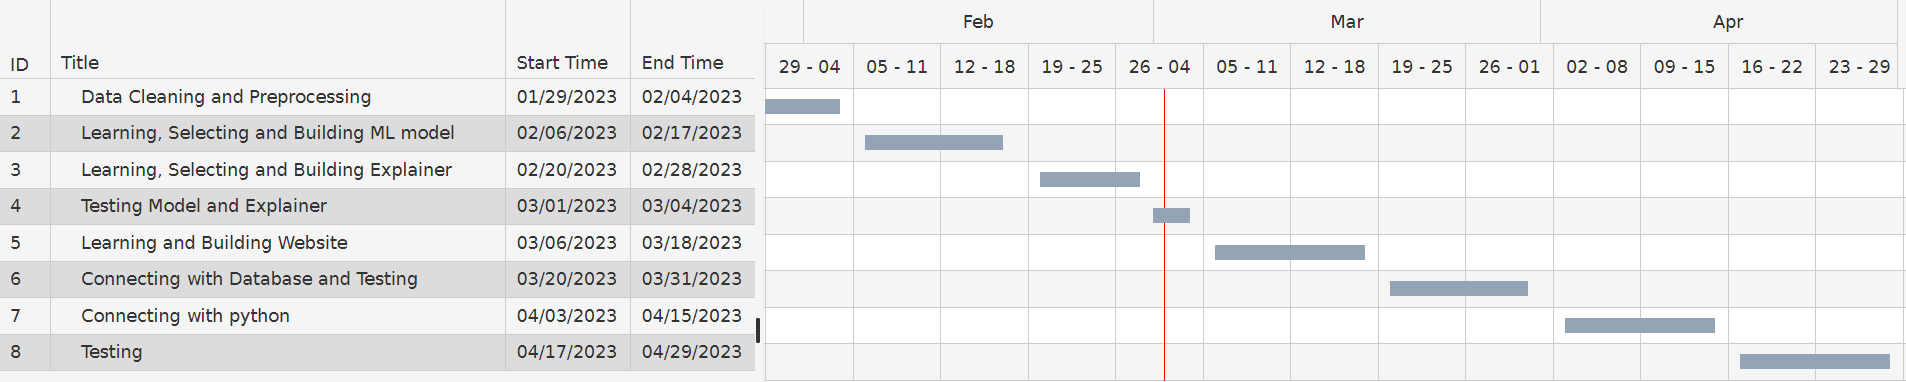 Feb Mar Apr
ID Title Start Time End Time 29 - 04 05 - 11 12 - 18 19 - 25 26 - 04 05 - 11 12 - 18 19 - 25 26 - 01 02 - 08 09 - 15 16 - 22 23 - 29
1 Data Cleaning and Preprocessing 01/29/2023 02/04/2023
2 Learning, Selecting and Building ML model 02/06/2023 02/17/2023
3 Learning, Selecting and Building Explainer 02/20/2023 02/28/2023
4 Testing Model and Explainer 03/01/2023 03/04/2023
5 Learning and Building Website 03/06/2023 03/18/2023
6 Connecting with Database and Testing 03/20/2023 03/31/2023
7 Connecting with python 04/03/2023 04/15/2023
8 Testing 04/17/2023 04/29/2023